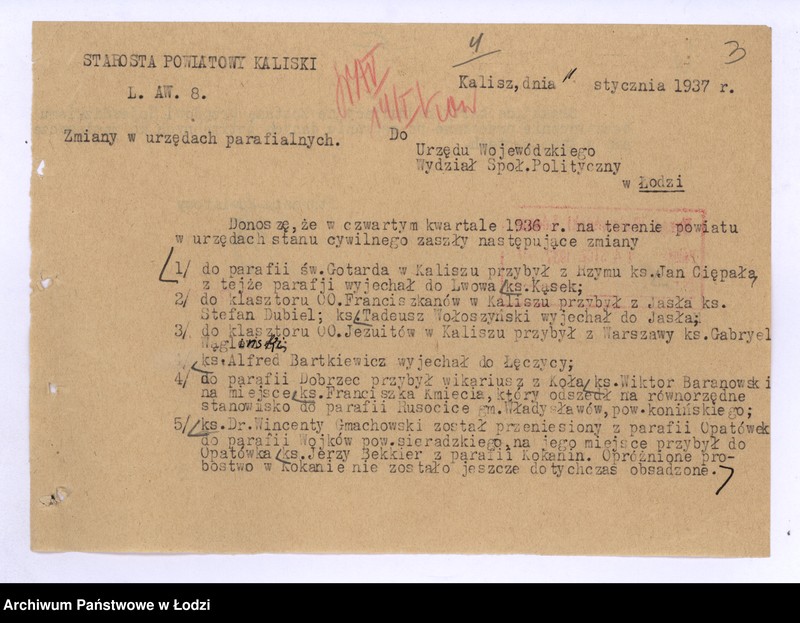 4
3
STAROSTA POWIATOWY KALISKI
L. AW. 8.
Kalisz,dnia 11 stycznia 1937 r.
Zmiany w urzędach parafialnych.
Do
Urzędu Wojewódzkiego
Wydział Społ.Polityczny
w Łodzi
Donoszę,że w czwartym kwartale 1936 r. na terenie powiatu
w urzędach stanu cywilnego zaszły następujące zmiany
1/ do parafii św.Gotarda w Kaliszu przybył z Rzymu ks.Jan Ciępała,
z tejże parafji wyjechał do Lwowa ks.Kąsek;
2/ do klasztoru OO.Franciszkanów w Kaliszu przybył z Jasła ks.
Stefan Dubiel; ks.Tadeusz Wołoszyński wyjechał do Jasła;
3/ do klasztoru OO.Jezuitów w Kaliszu przybył z Warszawy ks.Gabryel
ks.Alfred Bartkiewicz wyjechał do Łęczycy;
4/ do parafii Dobrzec przybył wikariusz z Koła ks.Wiktor Baranowski
na miejsce ks.Franciszka Kmiecia,który odszedł na równorzędne
stanowisko do parafii Rusocice gm.Władysławów,pow.konińskiego;
5/ ks.Dr.Wincenty Gmachowski został przeniesiony z parafii Opatówek
do parafii Wojków pow.sieradzkiego,na jego miejsce przybył do
Opatówka ks.Jerzy Bekkier z parafii Kokanin. Opróżnione pro-
bostwo w Kokanie nie zostało jeszcze dotychczas obsadzone.
Archiwum Państwowe w Łodzi